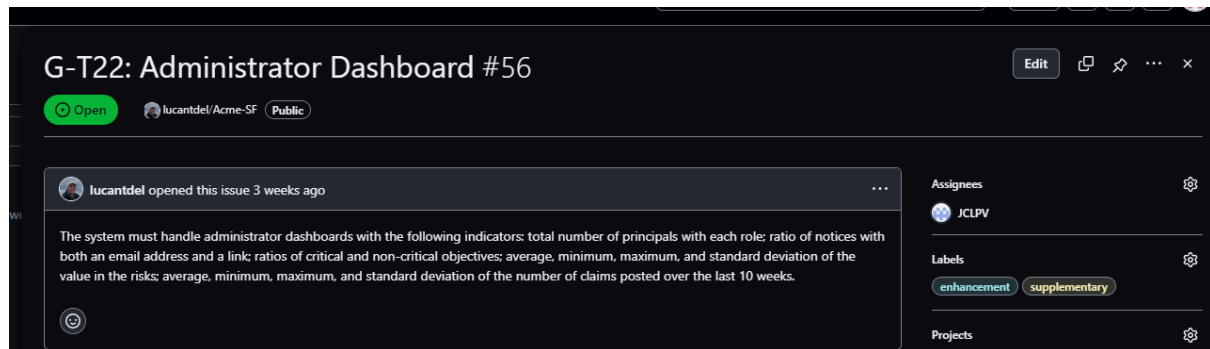 G-T22: Administrator Dashboard #56
Edit
Open
lucantdel/Acme-SF
Public
lucantdel opened this issue 3 weeks ago
The system must handle administrator dashboards with the following indicators: total number of principals with each role; ratio of notices with
both an email address and a link; ratios of critical and non-critical objectives; average, minimum, maximum, and standard deviation of the
value in the risks; average, minimum, maximum, and standard deviation of the number of claims posted over the last 10 weeks.
Assignees
JCLPV
Labels
enhancement supplementary
Projects